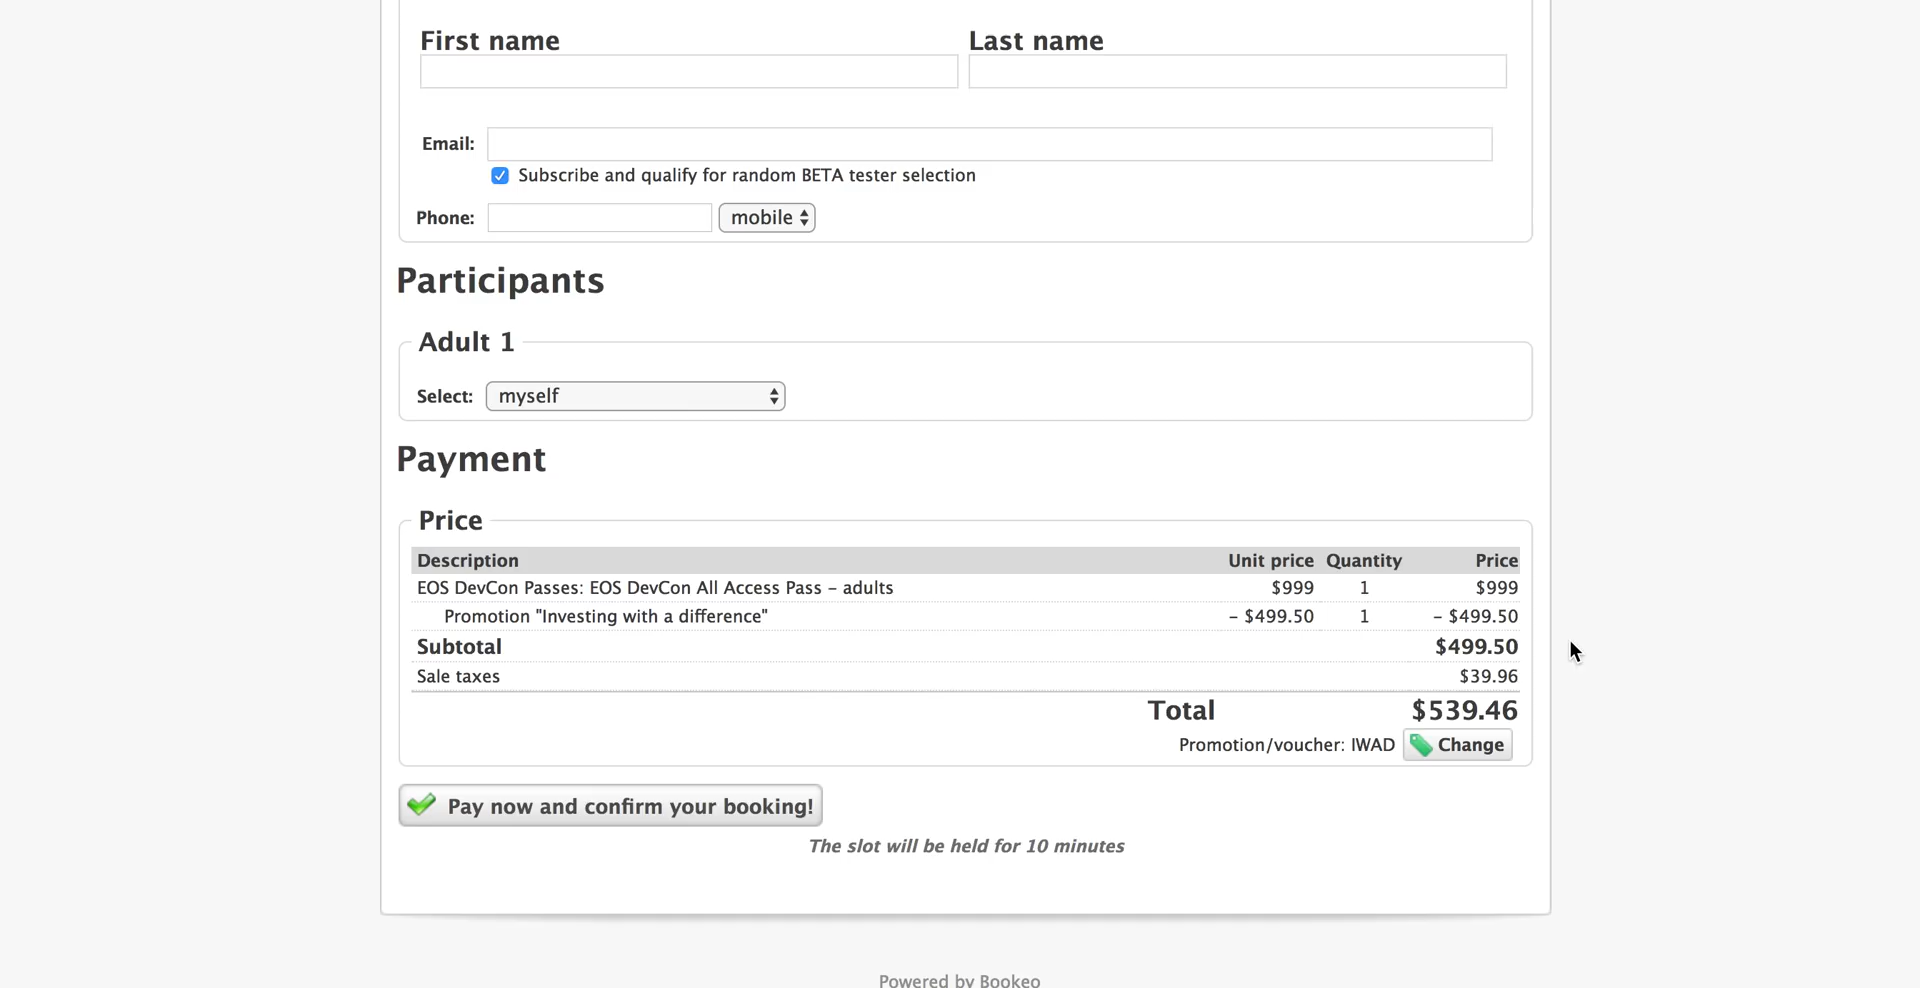 First name Last name
Email:
Subscribe and qualify for random BETA tester selection
Phone: mobile
Participants
Adult 1
Select: myself
Payment
Price
Description Unit price Quantity Price
EOS DevCon Passes: EOS DevCon All Access Pass – adults $999 1 $999
Promotion "Investing with a difference" – $499.50 1 – $499.50
Subtotal $499.50
Sale taxes $39.96
Total $539.46
Promotion/voucher: IWAD Change
Pay now and confirm your booking!
The slot will be held for 10 minutes
Powered by Bookeo